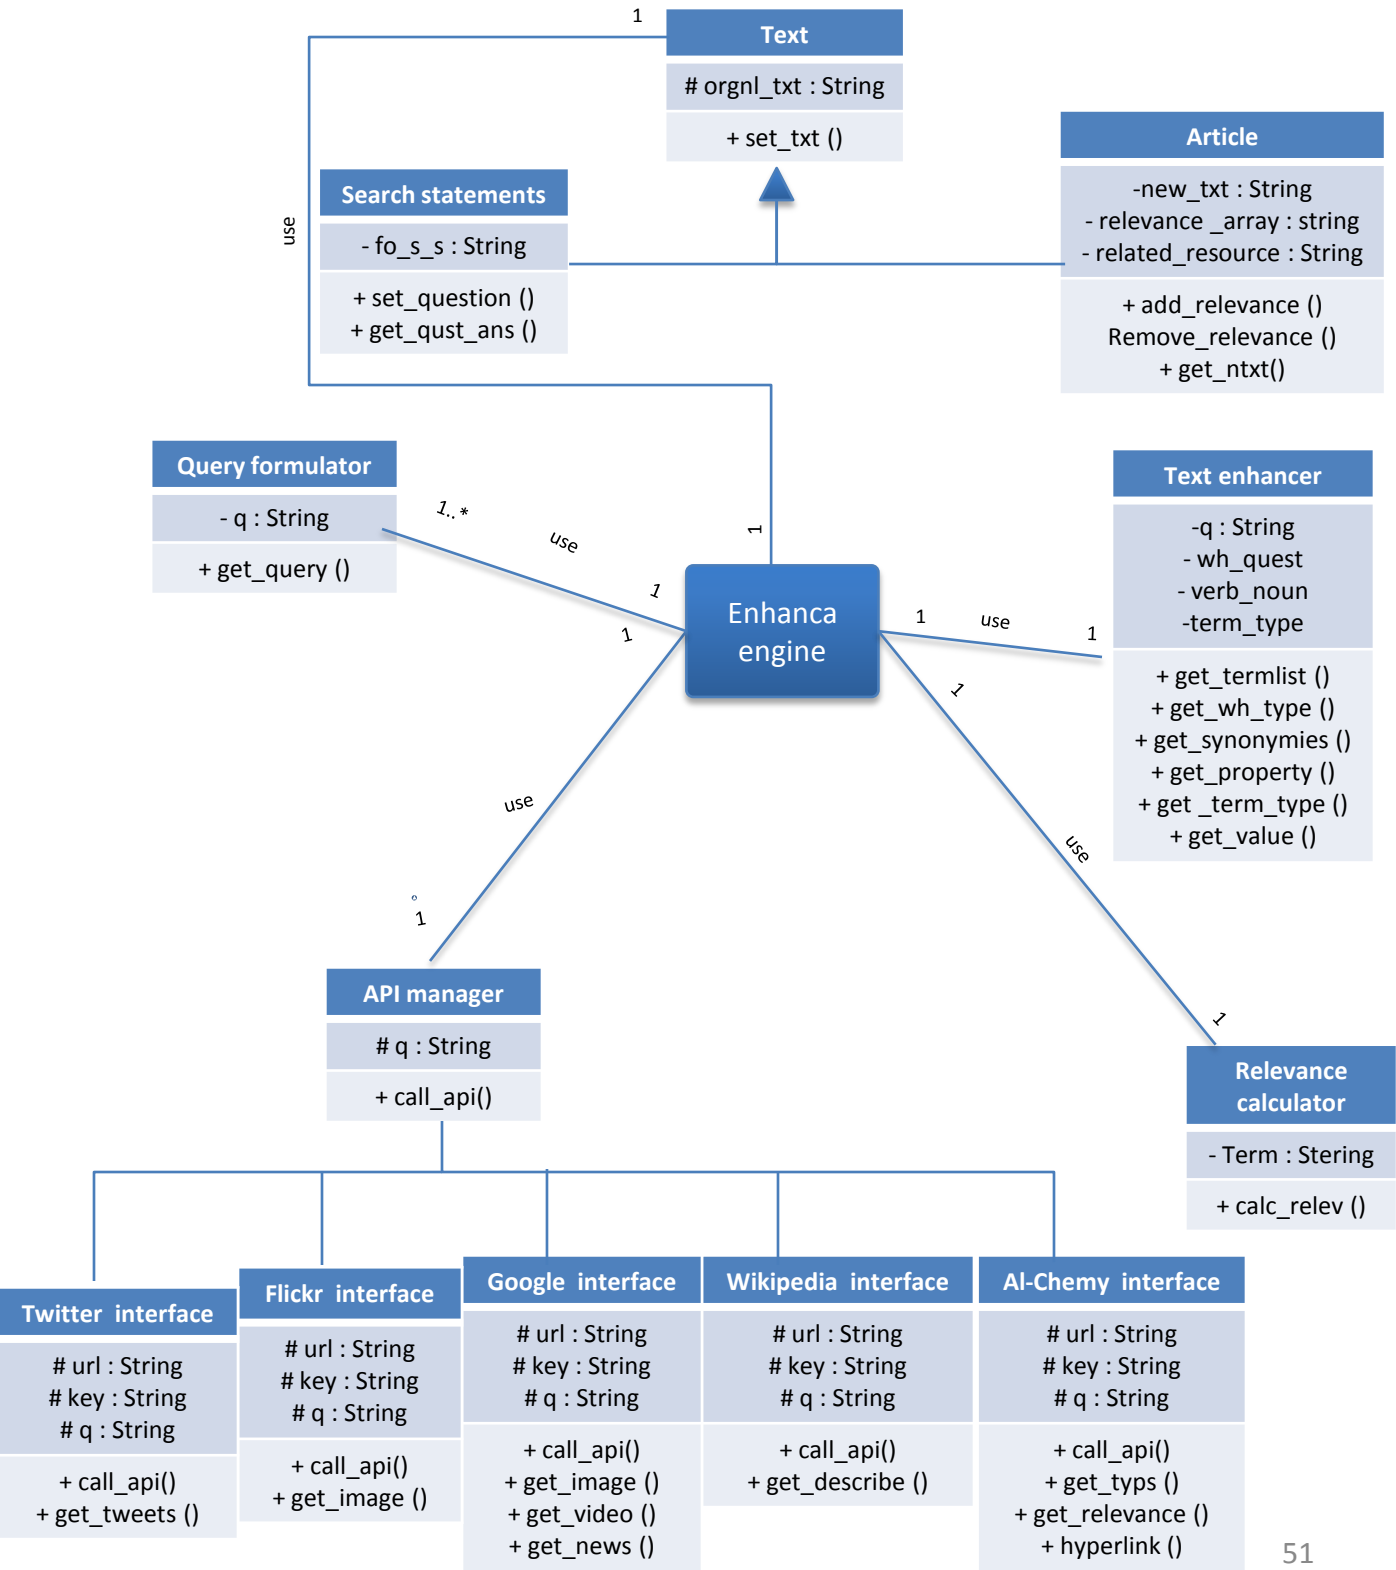 1
Text
# orgnl_txt : String
+ set_txt ()
Article
-new_txt : String
- relevance _array : string
- related_resource : String
+ add_relevance ()
Remove_relevance ()
+ get_ntxt()
Search statements
- fo_s_s : String
+ set_question ()
+ get_qust_ans ()
use
Query formulator
- q : String
+ get_query ()
1..*
use
1
1
Enhanca
engine
1
1
use
1
Text enhancer
-q : String
- wh_quest
- verb_noun
-term_type
+ get_termlist ()
+ get_wh_type ()
+ get_synonymies ()
+ get_property ()
+ get _term_type ()
+ get_value ()
1
use
1
use
1
API manager
# q : String
+ call_api()
Relevance
calculator
- Term : Stering
+ calc_relev ()
Twitter  interface
# url : String
# key : String
# q : String
+ call_api()
+ get_tweets ()
Flickr  interface
# url : String
# key : String
# q : String
+ call_api()
+ get_image ()
Google  interface
# url : String
# key : String
# q : String
+ call_api()
+ get_image ()
+ get_video ()
+ get_news ()
Wikipedia  interface
# url : String
# key : String
# q : String
+ call_api()
+ get_describe ()
Al-Chemy  interface
# url : String
# key : String
# q : String
+ call_api()
+ get_typs ()
+ get_relevance ()
+ hyperlink ()
51